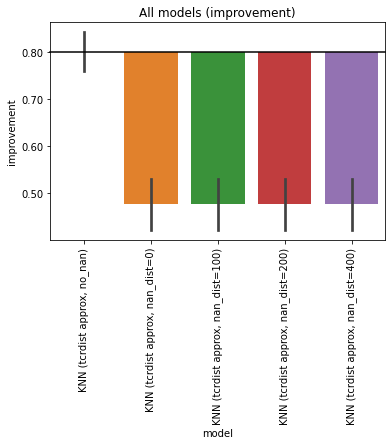 All models (improvement)
improvement
0.80
0.70
0.60
0.50
KNN (tcrdist approx, no_nan)
KNN (tcrdist approx, nan_dist=0)
KNN (tcrdist approx, nan_dist=100)
KNN (tcrdist approx, nan_dist=200)
KNN (tcrdist approx, nan_dist=400)
model